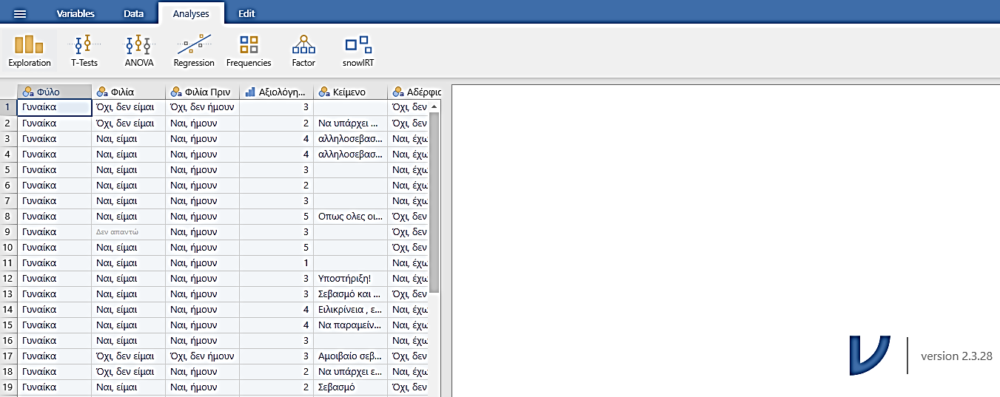 Variables Data Analyses Edit
Exploration T-Tests ANOVA Regression Frequencies Factor snowIRT
Φύλο Φιλία Φιλία Πριν Αξιολόγη... Κείμενο Αδέρφια
1 Γυναίκα Όχι, δεν είμαι Όχι, δεν ήμουν 3 Όχι, δεν
2 Γυναίκα Όχι, δεν είμαι Ναι, ήμουν 2 Να υπάρχει ... Όχι, δεν
3 Γυναίκα Ναι, είμαι Ναι, ήμουν 4 αλληλοσεβασ... Ναι, έχω
4 Γυναίκα Ναι, είμαι Ναι, ήμουν 4 αλληλοσεβασ... Ναι, έχω
5 Γυναίκα Ναι, είμαι Ναι, ήμουν 3 Ναι, έχω
6 Γυναίκα Ναι, είμαι Ναι, ήμουν 2 Ναι, έχω
7 Γυναίκα Ναι, είμαι Ναι, ήμουν 3 Ναι, έχω
8 Γυναίκα Ναι, είμαι Ναι, ήμουν 5 Οπως ολες οι... Όχι, δεν
9 Γυναίκα Δεν απαντώ Ναι, ήμουν 3 Όχι, δεν
10 Γυναίκα Ναι, είμαι Ναι, ήμουν 5 Όχι, δεν
11 Γυναίκα Ναι, είμαι Ναι, ήμουν 1 Ναι, έχω
12 Γυναίκα Ναι, είμαι Ναι, ήμουν 3 Υποστήριξη! Ναι, έχω
13 Γυναίκα Ναι, είμαι Ναι, ήμουν 3 Σεβασμό και ... Όχι, δεν
14 Γυναίκα Ναι, είμαι Ναι, ήμουν 4 Ειλικρίνεια , ε... Ναι, έχω
15 Γυναίκα Ναι, είμαι Ναι, ήμουν 4 Να παραμείν... Ναι, έχω
16 Γυναίκα Ναι, είμαι Ναι, ήμουν 3 Ναι, έχω
17 Γυναίκα Όχι, δεν είμαι Όχι, δεν ήμουν 3 Αμοιβαίο σεβ... Όχι, δεν
18 Γυναίκα Όχι, δεν είμαι Ναι, ήμουν 2 Να υπάρχει ε... Ναι, έχω
19 Γυναίκα Ναι, είμαι Ναι, ήμουν 2 Σεβασμό Όχι, δεν
version 2.3.28